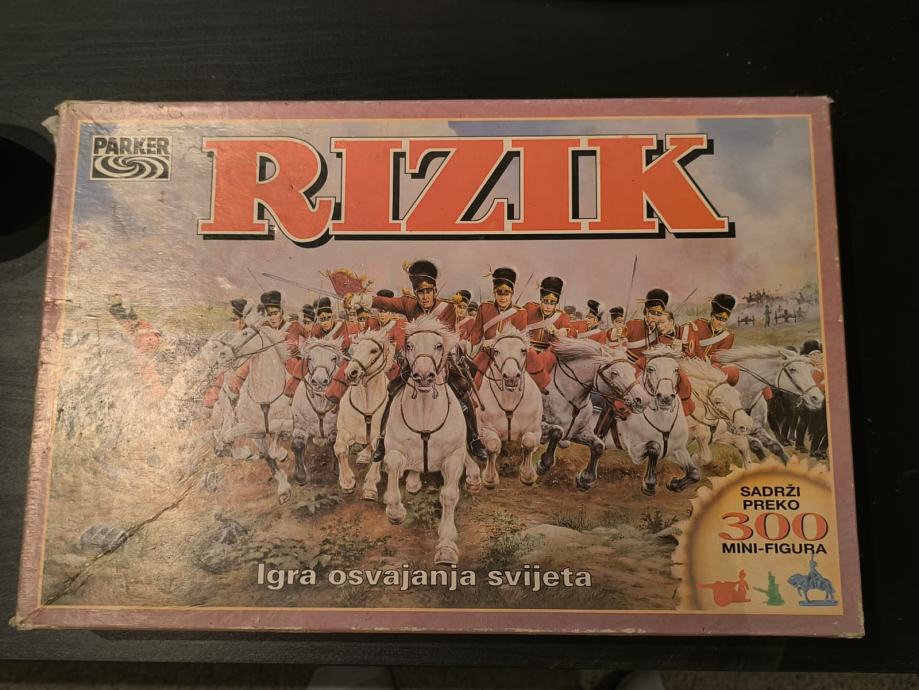 PARKER
RIZIK
SADRŽI
PREKO
300
MINI-FIGURA
Igra osvajanja svijeta